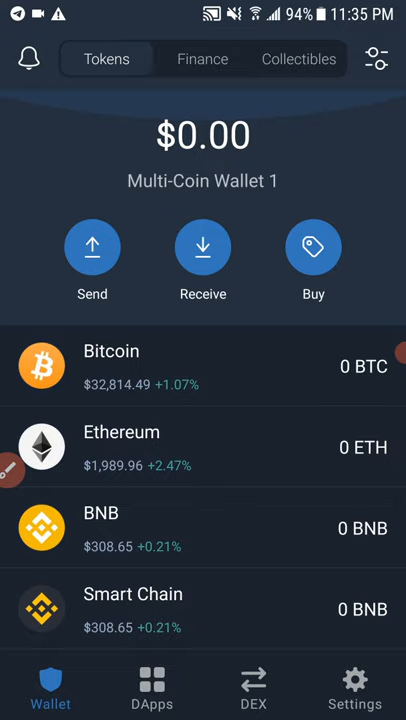 94% 11:35 PM
Tokens Finance Collectibles
$0.00
Multi-Coin Wallet 1
Send Receive Buy
Bitcoin
$32,814.49 +1.07%
0 BTC
Ethereum
$1,989.96 +2.47%
0 ETH
BNB
$308.65 +0.21%
0 BNB
Smart Chain
$308.65 +0.21%
0 BNB
Wallet DApps DEX Settings